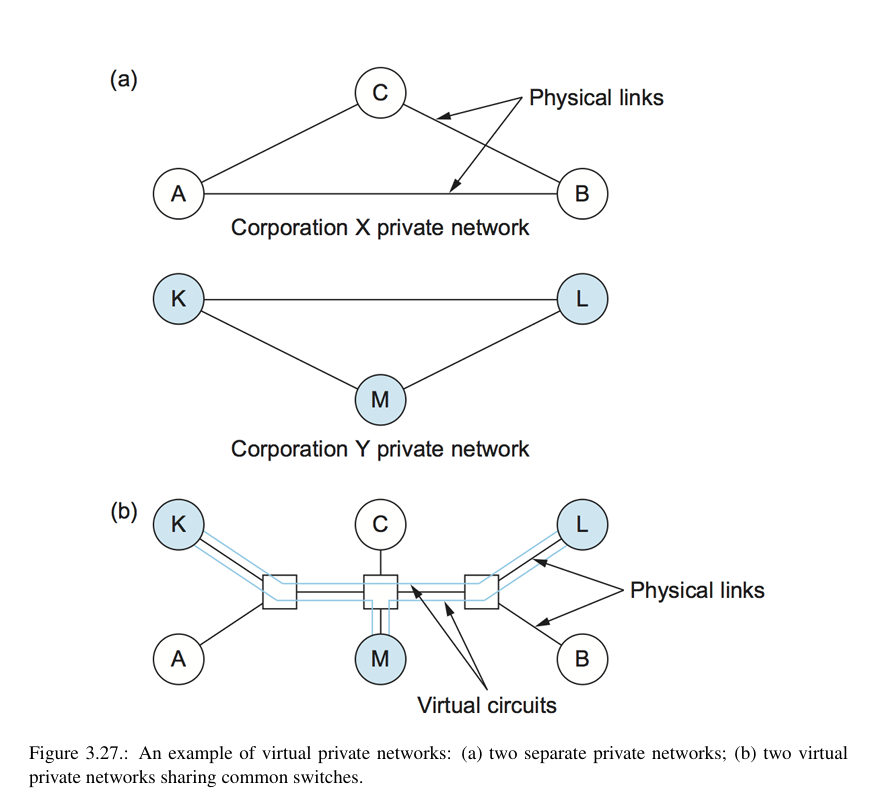 (a)
C
Physical links
A
B
Corporation X private network
K
L
M
Corporation Y private network
(b)
K
C
L
Physical links
A
M
B
Virtual circuits
Figure 3.27.: An example of virtual private networks: (a) two separate private networks; (b) two virtual
private networks sharing common switches.